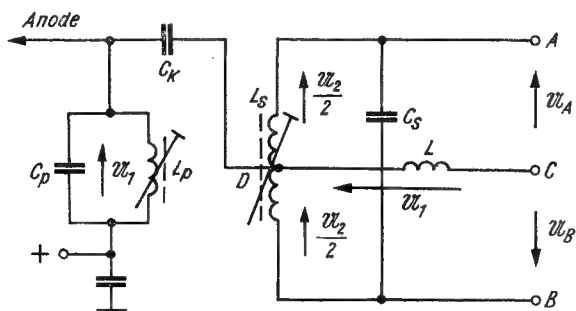 Anode
C_K
A
L_S
𝔘_2/2
C_S
𝔘_A
C_p
𝔘_1
L_p
D
L
C
𝔘_1
+
𝔘_2/2
𝔘_B
B